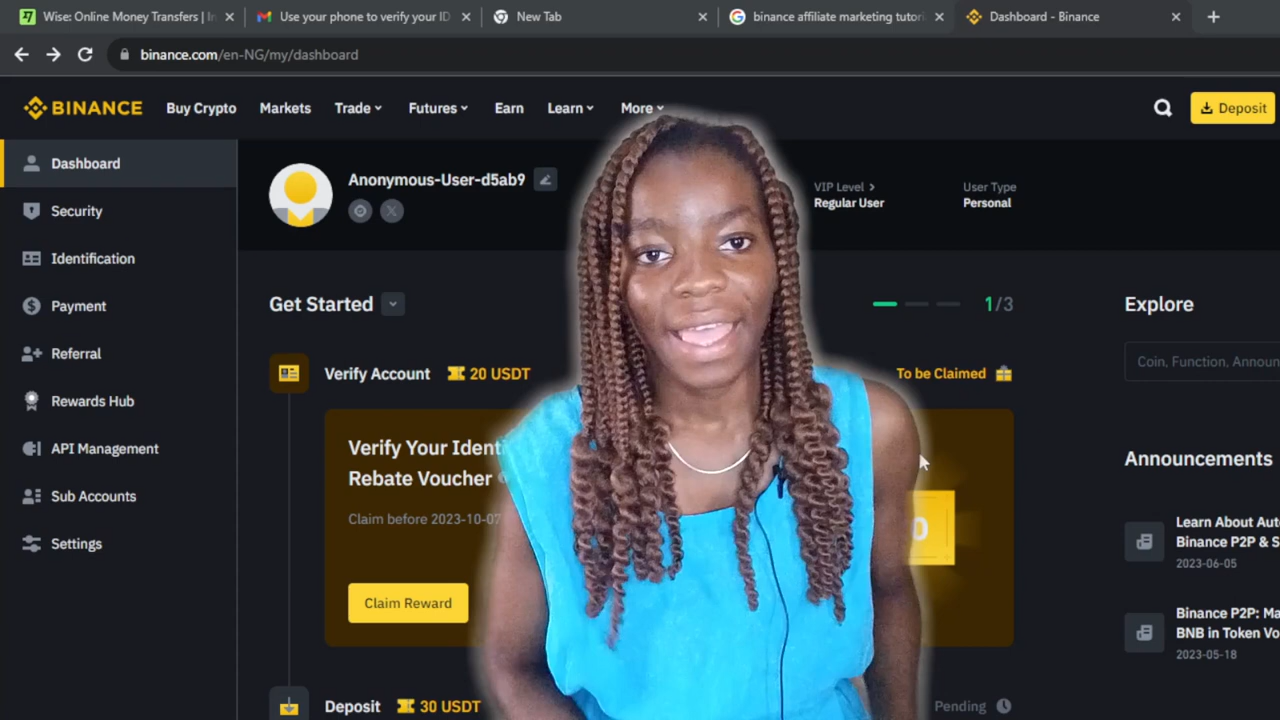 Wise: Online Money Transfers |
Use your phone to verify your ID
New Tab
binance affiliate marketing tutori
Dashboard - Binance
binance.com/en-NG/my/dashboard
BINANCE
Buy Crypto
Markets
Trade
Futures
Earn
Learn
More
Deposit
Dashboard
Security
Identification
Payment
Referral
Rewards Hub
API Management
Sub Accounts
Settings
Anonymous-User-d5ab9
VIP Level
Regular User
User Type
Personal
Get Started
1/3
Verify Account
20 USDT
To be Claimed
Verify Your Identi
Rebate Voucher
Claim before 2023-10-07
0
Claim Reward
Deposit
30 USDT
Pending
Explore
Coin, Function, Announ
Announcements
Learn About Aut
Binance P2P & S
2023-06-05
Binance P2P: Ma
BNB in Token Vo
2023-05-18